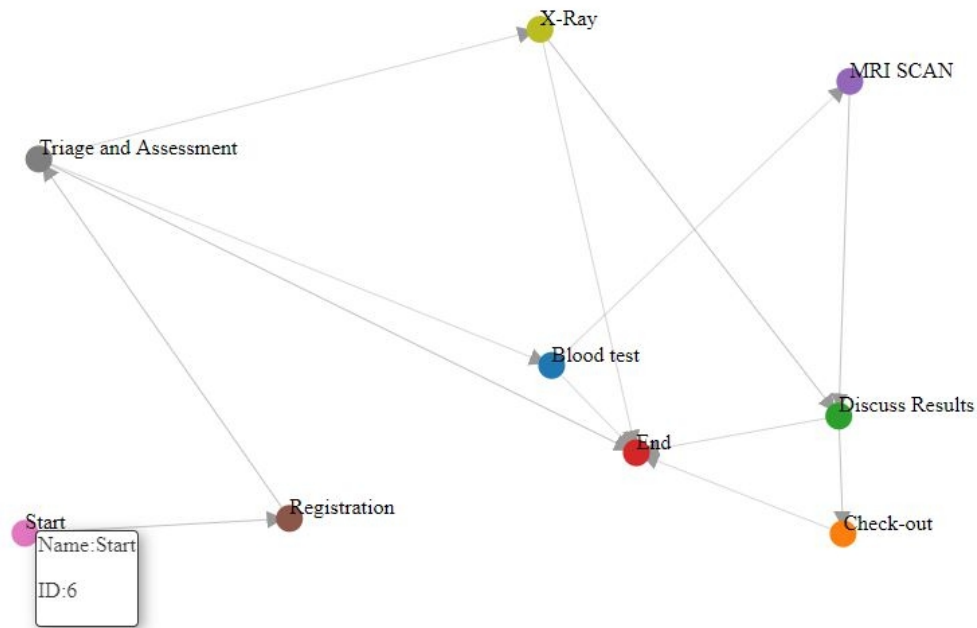 X-Ray
MRI SCAN
Triage and Assessment
Blood test
Discuss Results
End
Registration
Start
Check-out
Name:Start
ID:6